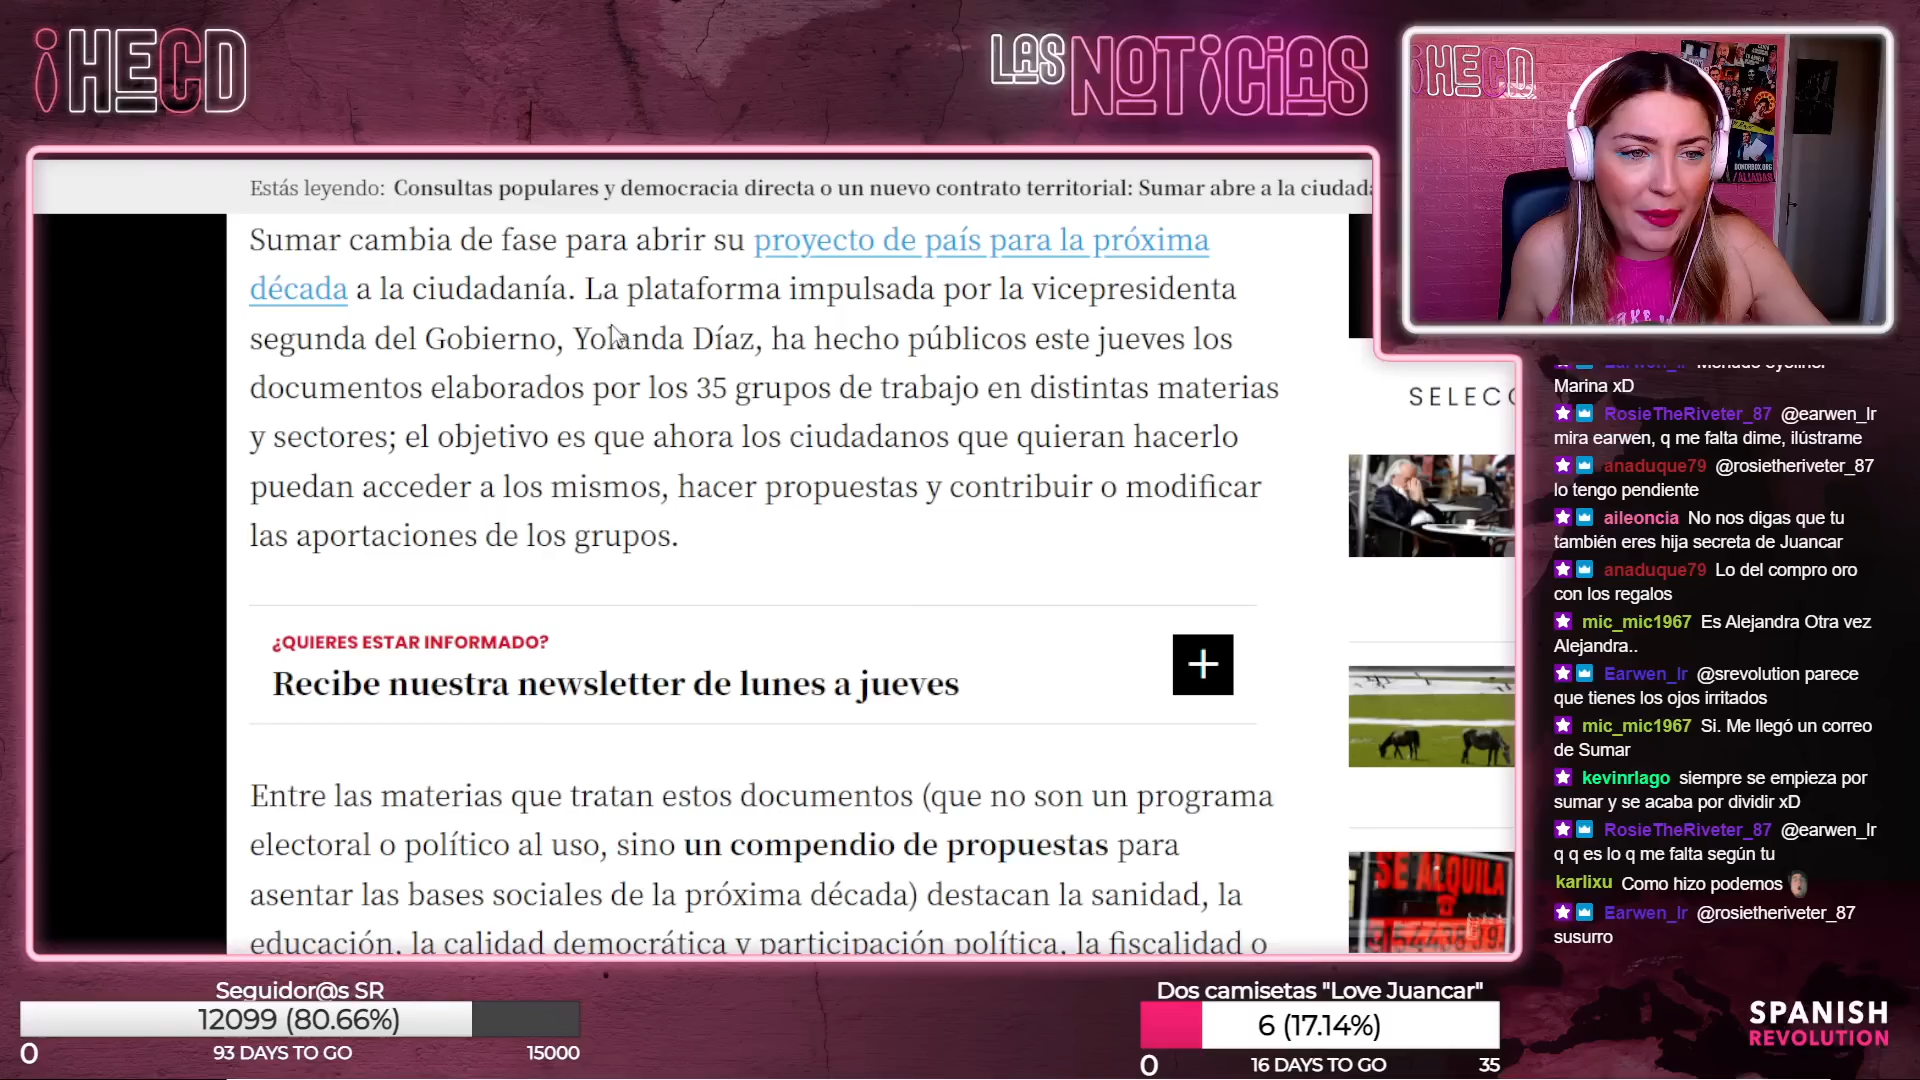 ¡HECD
LAS NOTICIAS
¡HECD
DONORBOX.ORG
/ALIADAS
Estás leyendo: Consultas populares y democracia directa o un nuevo contrato territorial: Sumar abre a la ciudad
Sumar cambia de fase para abrir su proyecto de país para la próxima
década a la ciudadanía. La plataforma impulsada por la vicepresidenta
segunda del Gobierno, Yolanda Díaz, ha hecho públicos este jueves los
documentos elaborados por los 35 grupos de trabajo en distintas materias
y sectores; el objetivo es que ahora los ciudadanos que quieran hacerlo
puedan acceder a los mismos, hacer propuestas y contribuir o modificar
las aportaciones de los grupos.
¿QUIERES ESTAR INFORMADO?
Recibe nuestra newsletter de lunes a jueves
+
Entre las materias que tratan estos documentos (que no son un programa
electoral o político al uso, sino un compendio de propuestas para
asentar las bases sociales de la próxima década) destacan la sanidad, la
educación, la calidad democrática y participación política, la fiscalidad o
SELEC
SE ALQUILA
Marina xD
RosieTheRiveter_87 @earwen_lr
mira earwen, q me falta dime, ilústrame
anaduque79 @rosietheriveter_87
lo tengo pendiente
aileoncia No nos digas que tu
también eres hija secreta de Juancar
anaduque79 Lo del compro oro
con los regalos
mic_mic1967 Es Alejandra Otra vez
Alejandra..
Earwen_lr @srevolution parece
que tienes los ojos irritados
mic_mic1967 Si. Me llegó un correo
de Sumar
kevinrlago siempre se empieza por
sumar y se acaba por dividir xD
RosieTheRiveter_87 @earwen_lr
q q es lo q me falta según tu
karlixu Como hizo podemos
Earwen_lr @rosietheriveter_87
susurro
Seguidor@s SR
12099 (80.66%)
0 93 DAYS TO GO 15000
Dos camisetas "Love Juancar"
6 (17.14%)
0 16 DAYS TO GO 35
SPANISH
REVOLUTION